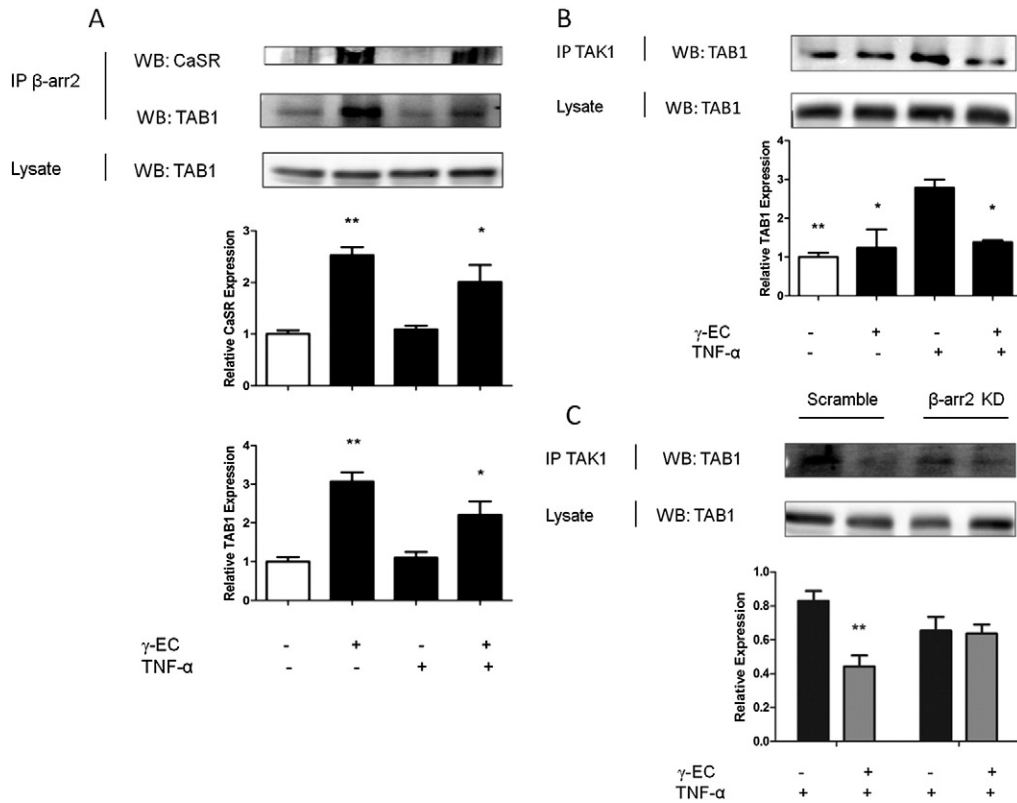 A
IP β-arr2
WB: CaSR
WB: TAB1
Lysate
WB: TAB1
Relative CaSR Expression
4
3
2
1
0
**
*
Relative TAB1 Expression
4
3
2
1
0
**
*
γ-EC - + - +
TNF-α - - + +
B
IP TAK1 WB: TAB1
Lysate WB: TAB1
Relative TAB1 Expression
4
3
2
1
0
**
*
*
γ-EC - + - +
TNF-α - - + +
C
Scramble β-arr2 KD
IP TAK1 WB: TAB1
Lysate WB: TAB1
Relative Expression
1.0
0.8
0.6
0.4
0.2
0.0
**
γ-EC - + - +
TNF-α + + + +